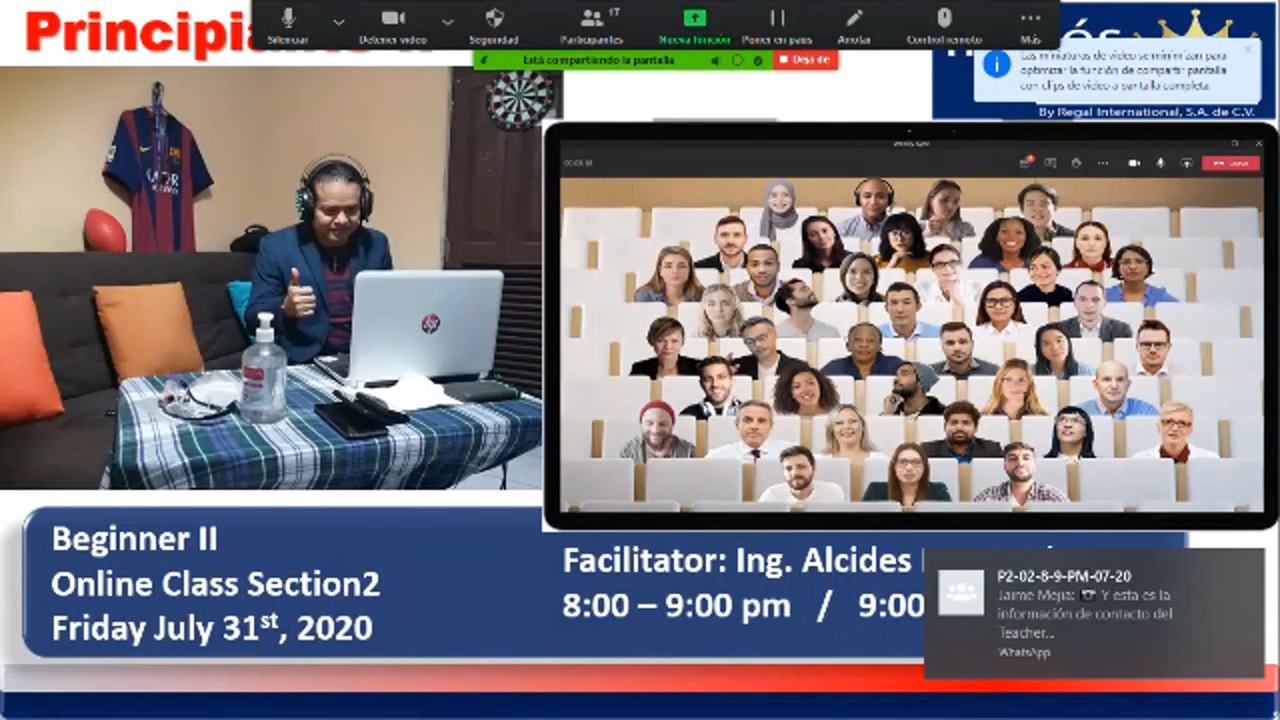 Silenciar
Detener video
Seguridad
17
Participantes
Nueva función
Poner en pausa
Anotar
Control remoto
Más
Está compartiendo la pantalla
Deja de
Las miniaturas de video se minimizan para
optimizar la función de compartir pantalla
con clips de video a pantalla completa
By Regal International, S.A. de C.V.
hp
Beginner II
Online Class Section2
Friday July 31st, 2020
Facilitator: Ing. Alcides
8:00 – 9:00 pm / 9:00
P2-02-8-9-PM-07-20
Jaime Mejia: Y esta es la
información de contacto del
Teacher...
WhatsApp